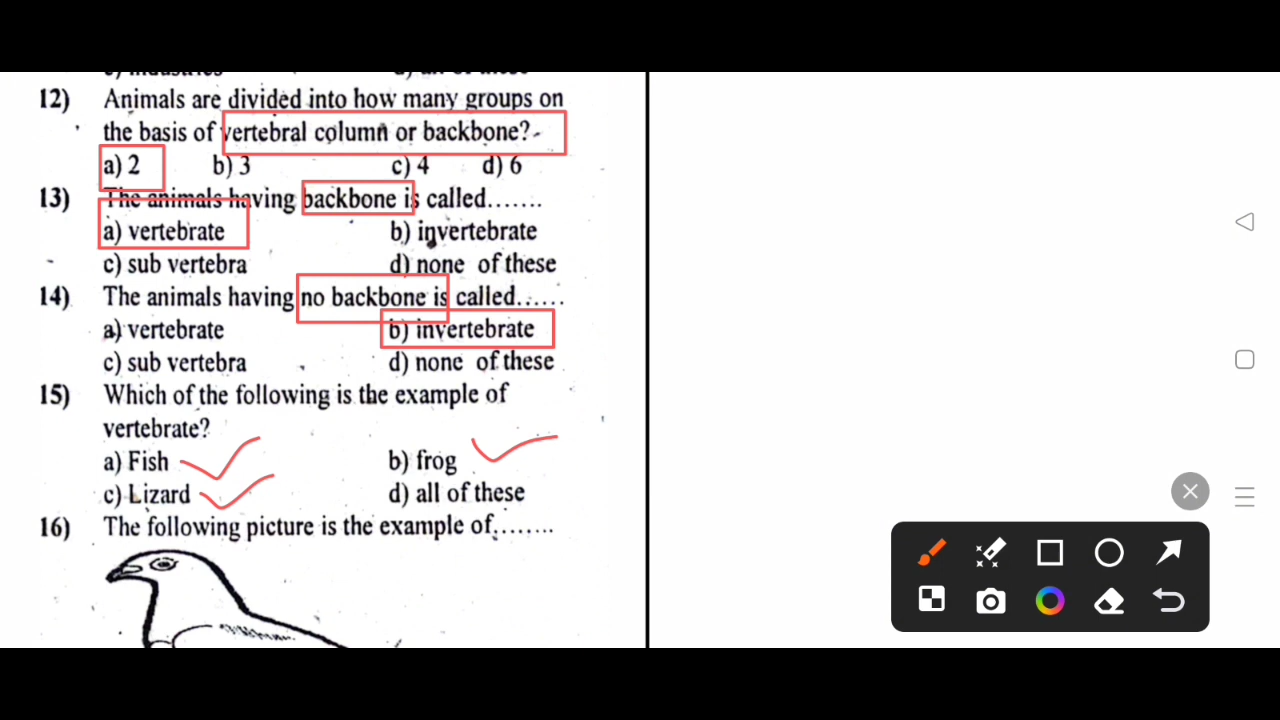 12) Animals are divided into how many groups on
the basis of vertebral column or backbone?
a) 2 b) 3 c) 4 d) 6
13) The animals having backbone is called.......
a) vertebrate b) invertebrate
c) sub vertebra d) none of these
14) The animals having no backbone is called......
a) vertebrate b) invertebrate
c) sub vertebra d) none of these
15) Which of the following is the example of
vertebrate?
a) Fish b) frog
c) Lizard d) all of these
16) The following picture is the example of........